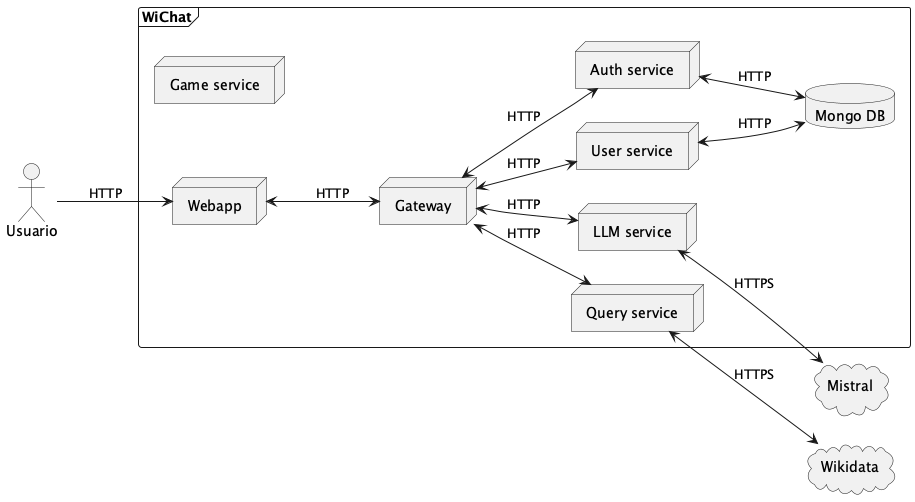 WiChat
Game service
Auth service
HTTP
Mongo DB
HTTP
User service
HTTP
HTTP
Usuario
HTTP
Webapp
HTTP
Gateway
HTTP
LLM service
HTTP
Query service
HTTPS
Mistral
HTTPS
Wikidata